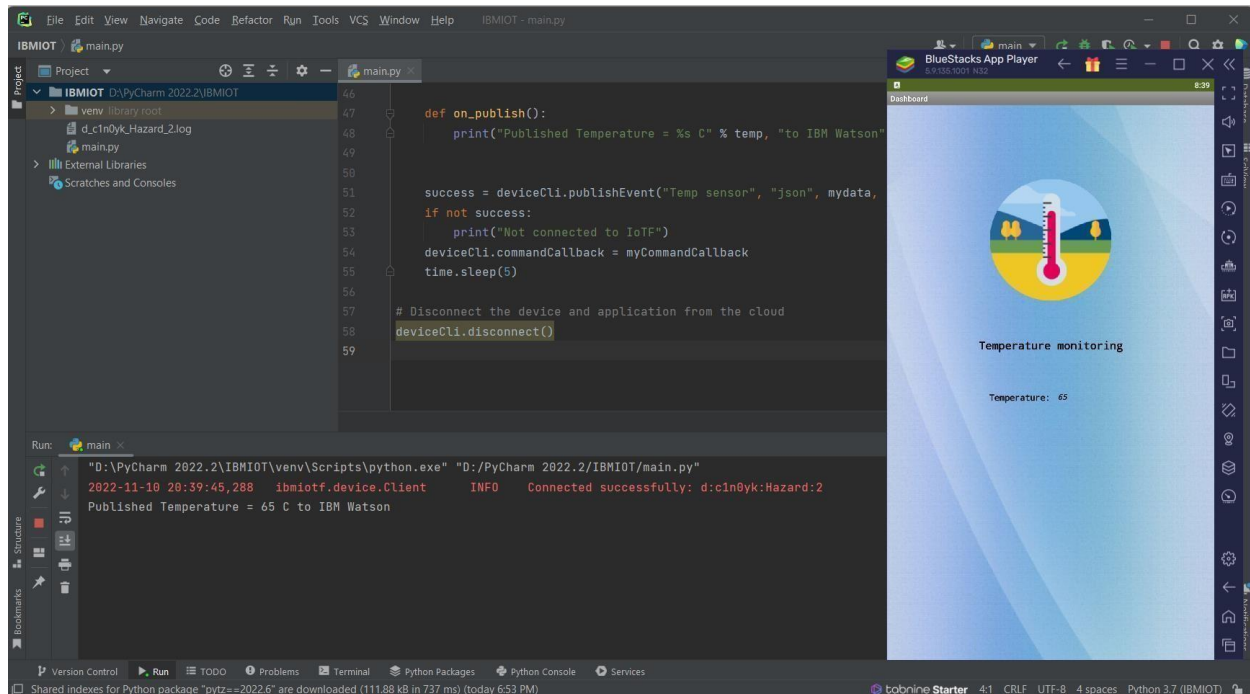 File Edit View Navigate Code Refactor Run Tools VCS Window Help IBMIOT - main.py
IBMIOT main.py
main
Project
main.py
IBMIOT D:\PyCharm 2022.2\IBMIOT
venv library root
d_c1n0yk_Hazard_2.log
main.py
External Libraries
Scratches and Consoles
46
47 def on_publish():
48 print("Published Temperature = %s C" % temp, "to IBM Watson"
49
50
51 success = deviceCli.publishEvent("Temp sensor", "json", mydata,
52 if not success:
53 print("Not connected to IoTF")
54 deviceCli.commandCallback = myCommandCallback
55 time.sleep(5)
56
57 # Disconnect the device and application from the cloud
58 deviceCli.disconnect()
59
BlueStacks App Player
5.9.135.1001 N32
8:39
Dashboard
Temperature monitoring
Temperature: 65
Run: main
"D:\PyCharm 2022.2\IBMIOT\venv\Scripts\python.exe" "D:/PyCharm 2022.2/IBMIOT/main.py"
2022-11-10 20:39:45,288 ibmiotf.device.Client INFO Connected successfully: d:c1n0yk:Hazard:2
Published Temperature = 65 C to IBM Watson
Project
Structure
Bookmarks
Database
SciView
Notifications
Version Control Run TODO Problems Terminal Python Packages Python Console Services
Shared indexes for Python package "pytz==2022.6" are downloaded (111.88 kB in 737 ms) (today 6:53 PM)
tabnine Starter 4:1 CRLF UTF-8 4 spaces Python 3.7 (IBMIOT)